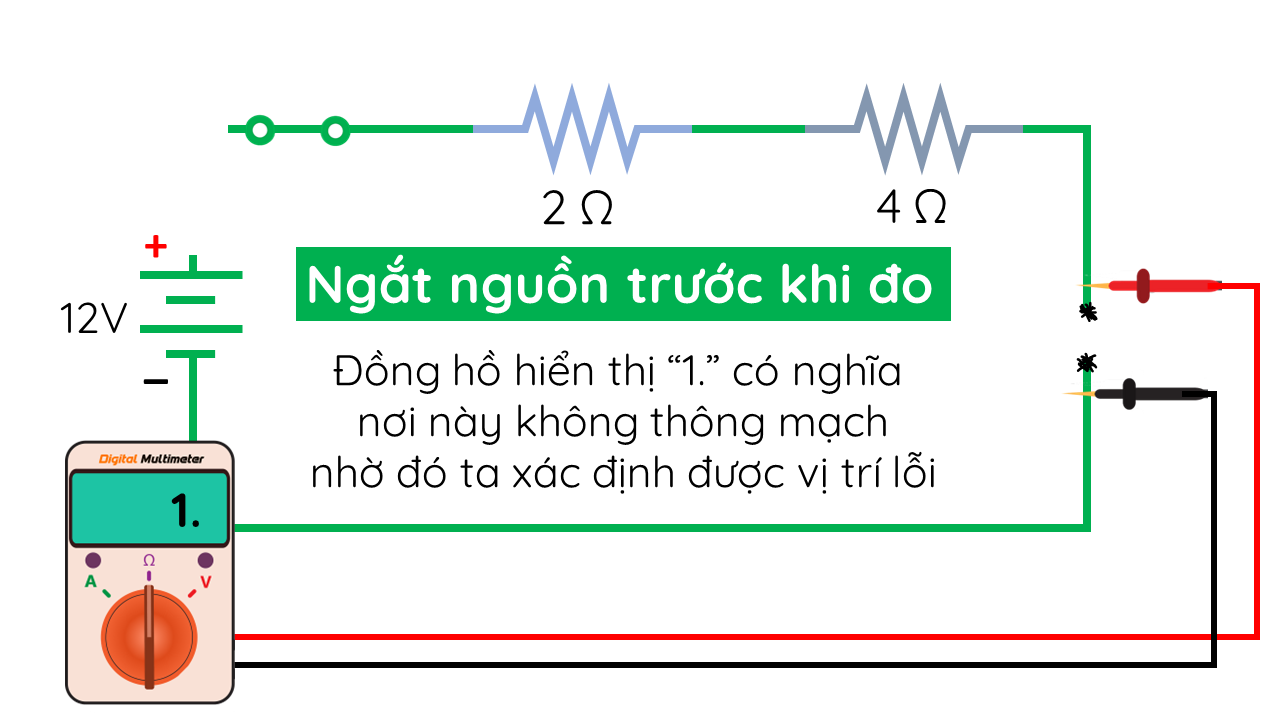 2 Ω
4 Ω
+
12V
−
Ngắt nguồn trước khi đo
Đồng hồ hiển thị “1.” có nghĩa
nơi này không thông mạch
nhờ đó ta xác định được vị trí lỗi
Digital Multimeter
1.
Ω
A
V